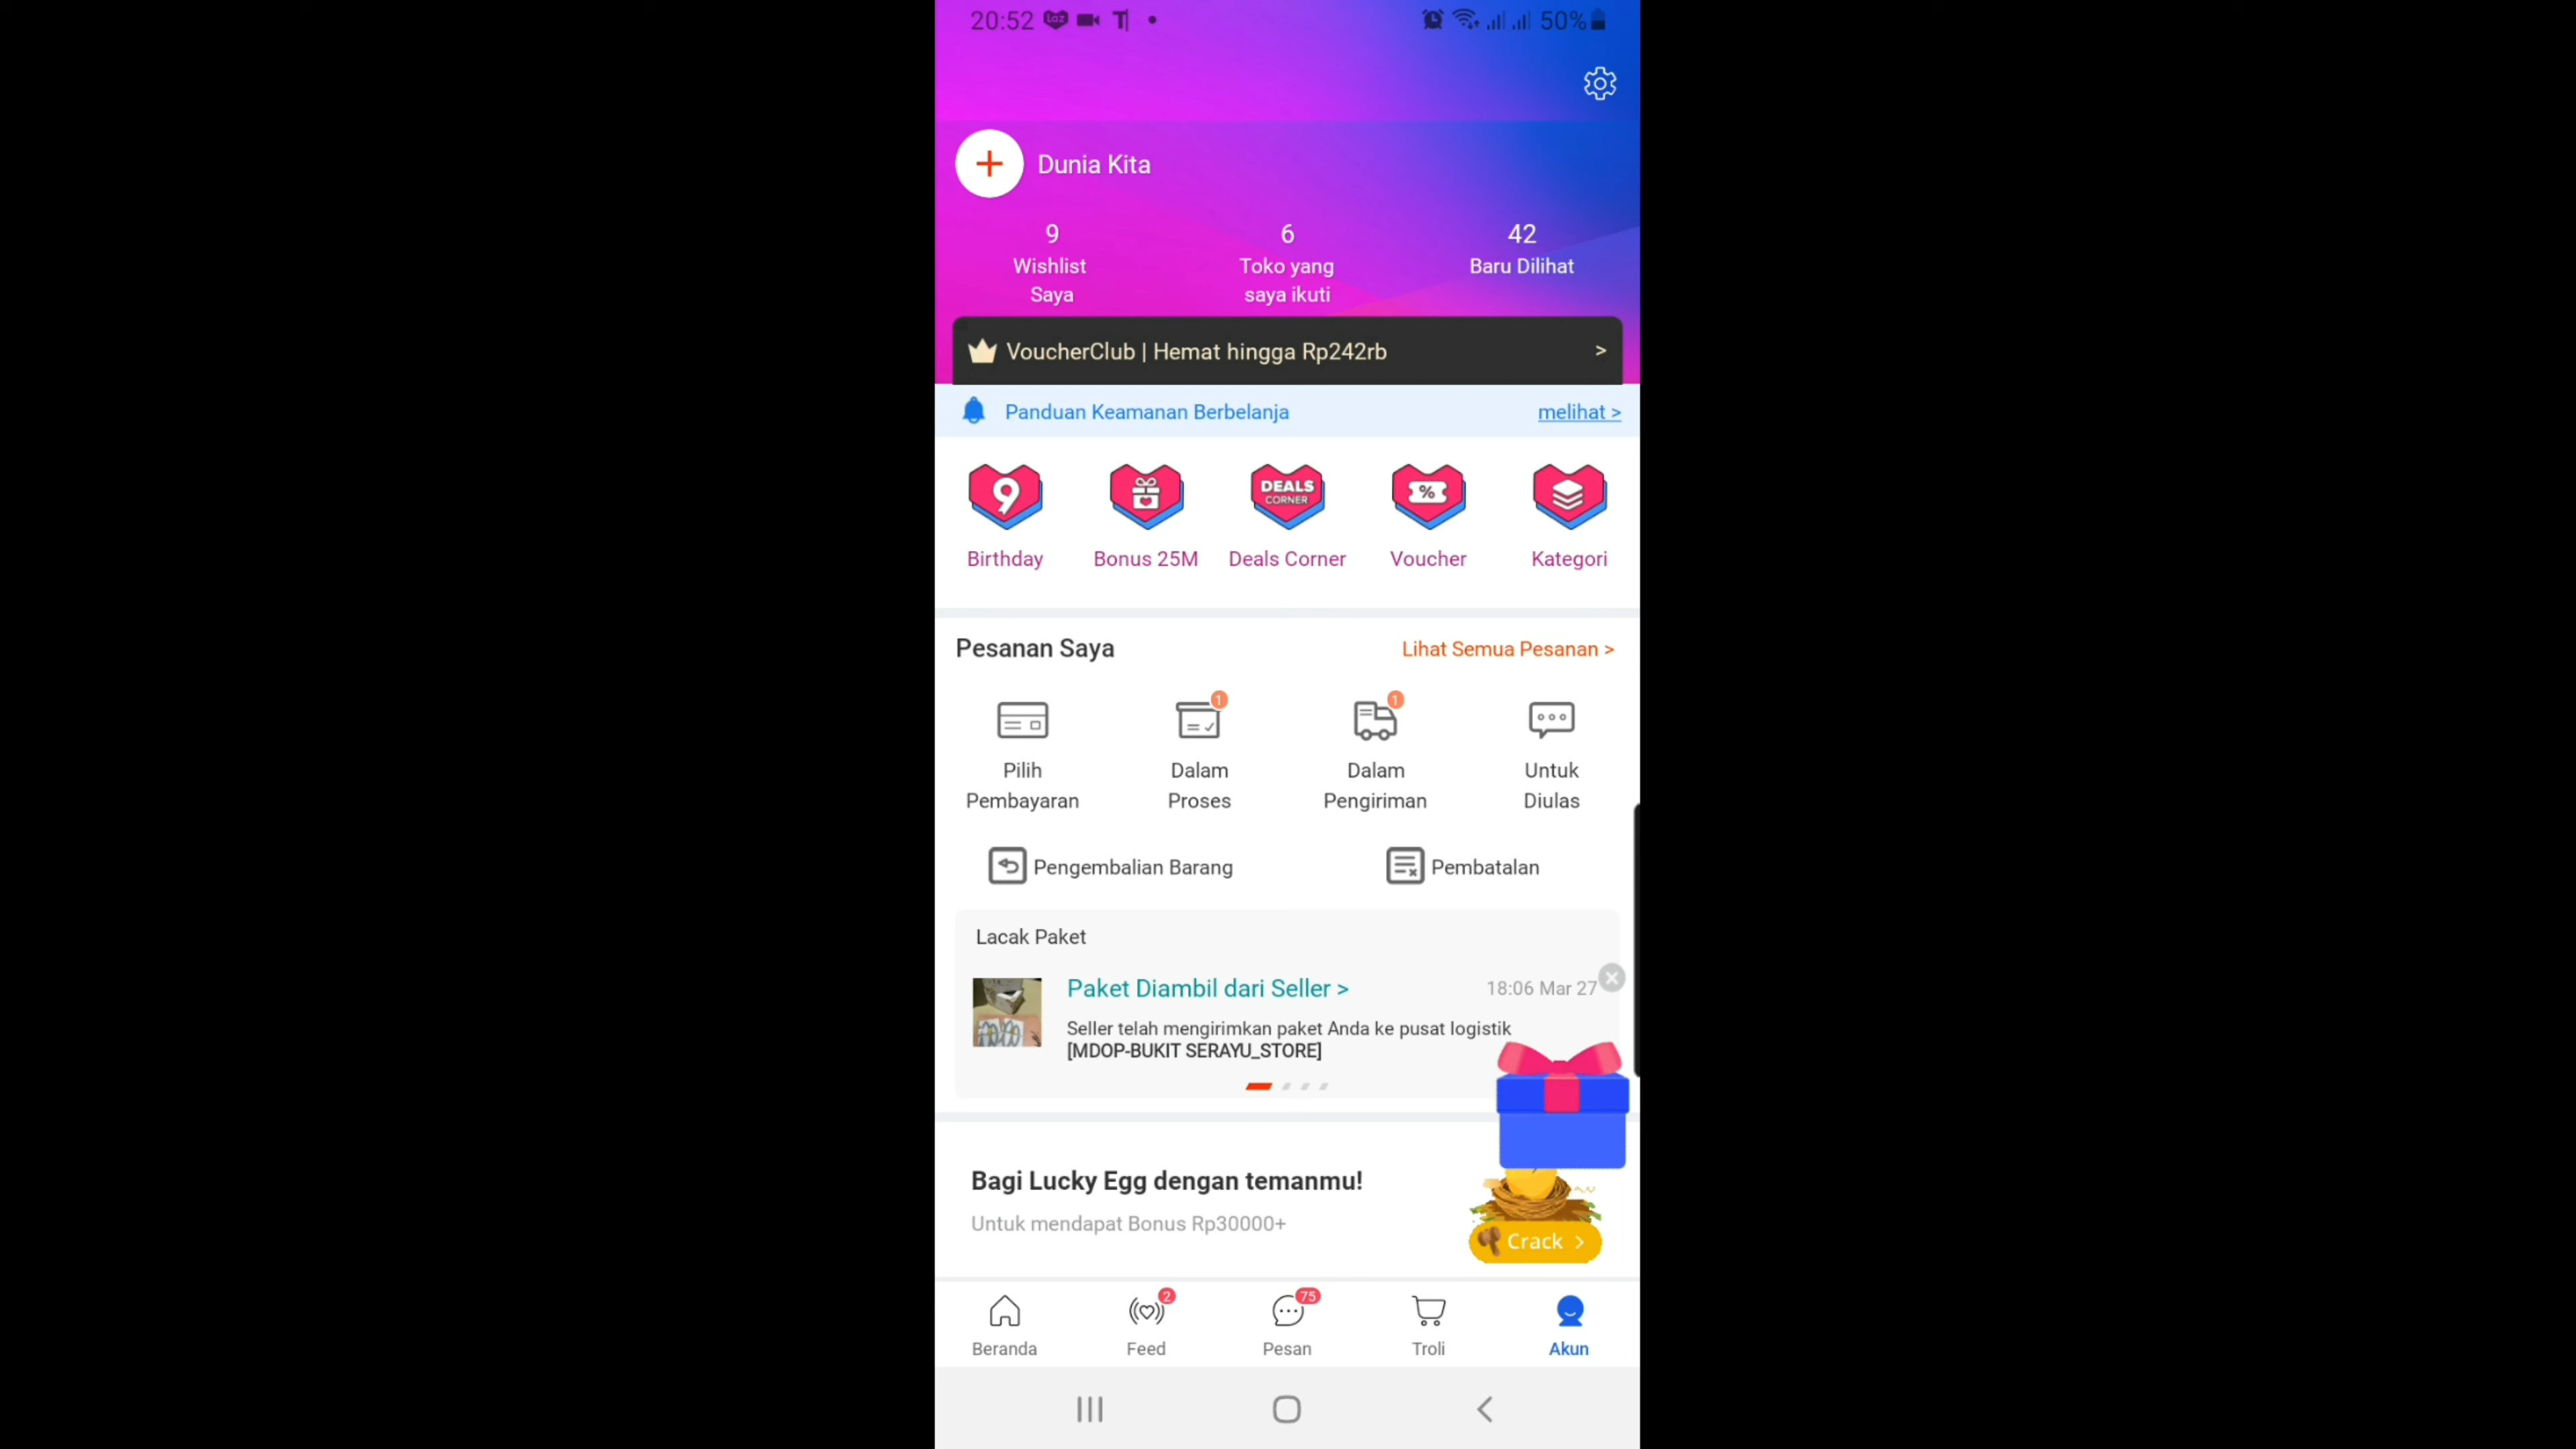 20:52
50%
Dunia Kita
9
Wishlist
Saya
6
Toko yang
saya ikuti
42
Baru Dilihat
VoucherClub | Hemat hingga Rp242rb >
Panduan Keamanan Berbelanja
melihat >
9
DEALS
CORNER
%
Birthday
Bonus 25M
Deals Corner
Voucher
Kategori
Pesanan Saya
Lihat Semua Pesanan >
1
1
Pilih
Pembayaran
Dalam
Proses
Dalam
Pengiriman
Untuk
Diulas
Pengembalian Barang
Pembatalan
Lacak Paket
Paket Diambil dari Seller >
18:06 Mar 27
Seller telah mengirimkan paket Anda ke pusat logistik
[MDOP-BUKIT SERAYU_STORE]
Bagi Lucky Egg dengan temanmu!
Untuk mendapat Bonus Rp30000+
Crack >
2
75
Beranda
Feed
Pesan
Troli
Akun